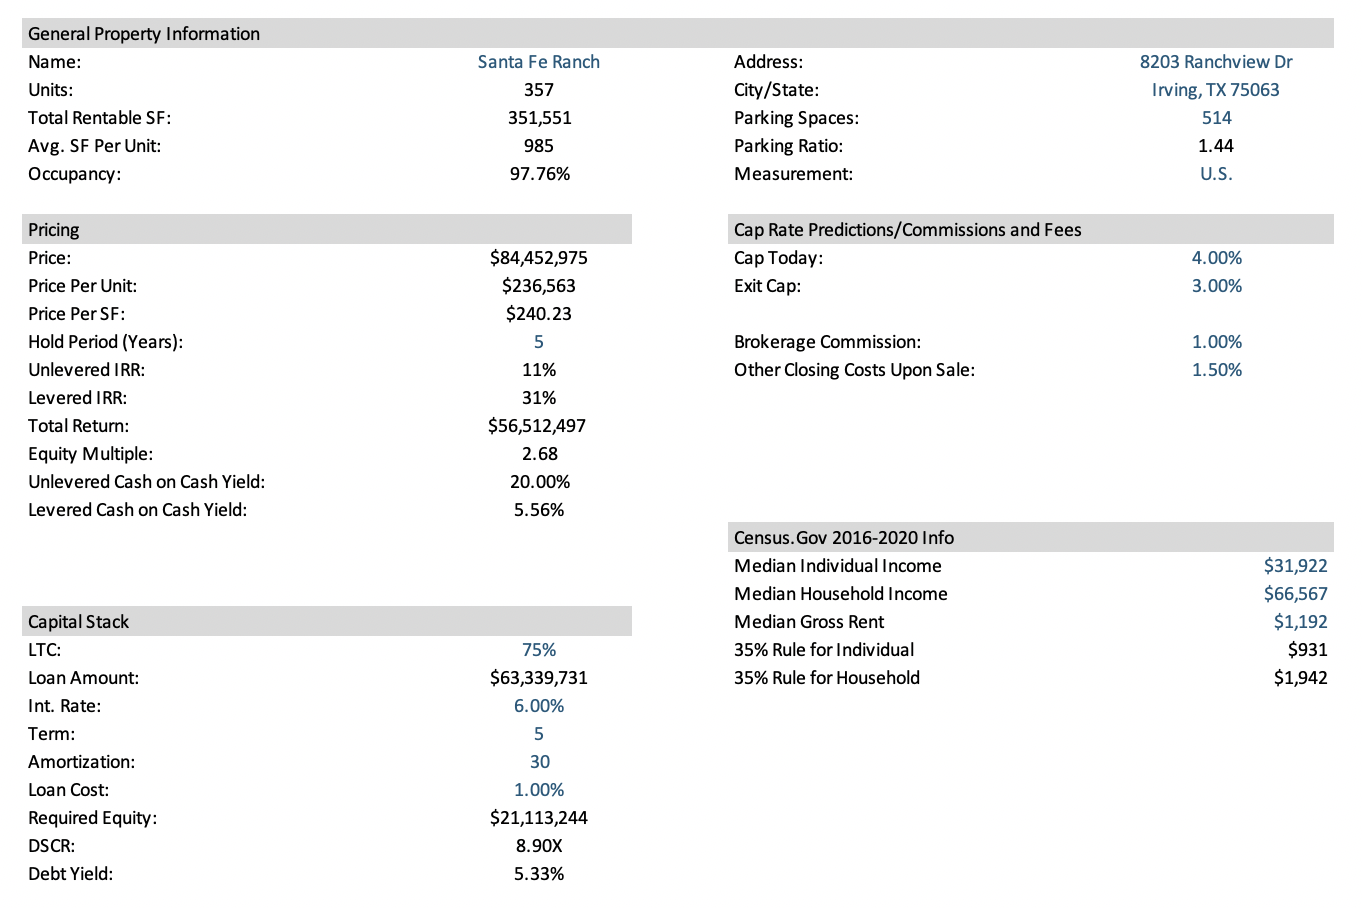 General Property Information
Name: Santa Fe Ranch Address: 8203 Ranchview Dr
Units: 357 City/State: Irving, TX 75063
Total Rentable SF: 351,551 Parking Spaces: 514
Avg. SF Per Unit: 985 Parking Ratio: 1.44
Occupancy: 97.76% Measurement: U.S.
Pricing
Price: $84,452,975
Price Per Unit: $236,563
Price Per SF: $240.23
Hold Period (Years): 5
Unlevered IRR: 11%
Levered IRR: 31%
Total Return: $56,512,497
Equity Multiple: 2.68
Unlevered Cash on Cash Yield: 20.00%
Levered Cash on Cash Yield: 5.56%
Cap Rate Predictions/Commissions and Fees
Cap Today: 4.00%
Exit Cap: 3.00%
Brokerage Commission: 1.00%
Other Closing Costs Upon Sale: 1.50%
Capital Stack
LTC: 75%
Loan Amount: $63,339,731
Int. Rate: 6.00%
Term: 5
Amortization: 30
Loan Cost: 1.00%
Required Equity: $21,113,244
DSCR: 8.90X
Debt Yield: 5.33%
Census.Gov 2016-2020 Info
Median Individual Income $31,922
Median Household Income $66,567
Median Gross Rent $1,192
35% Rule for Individual $931
35% Rule for Household $1,942